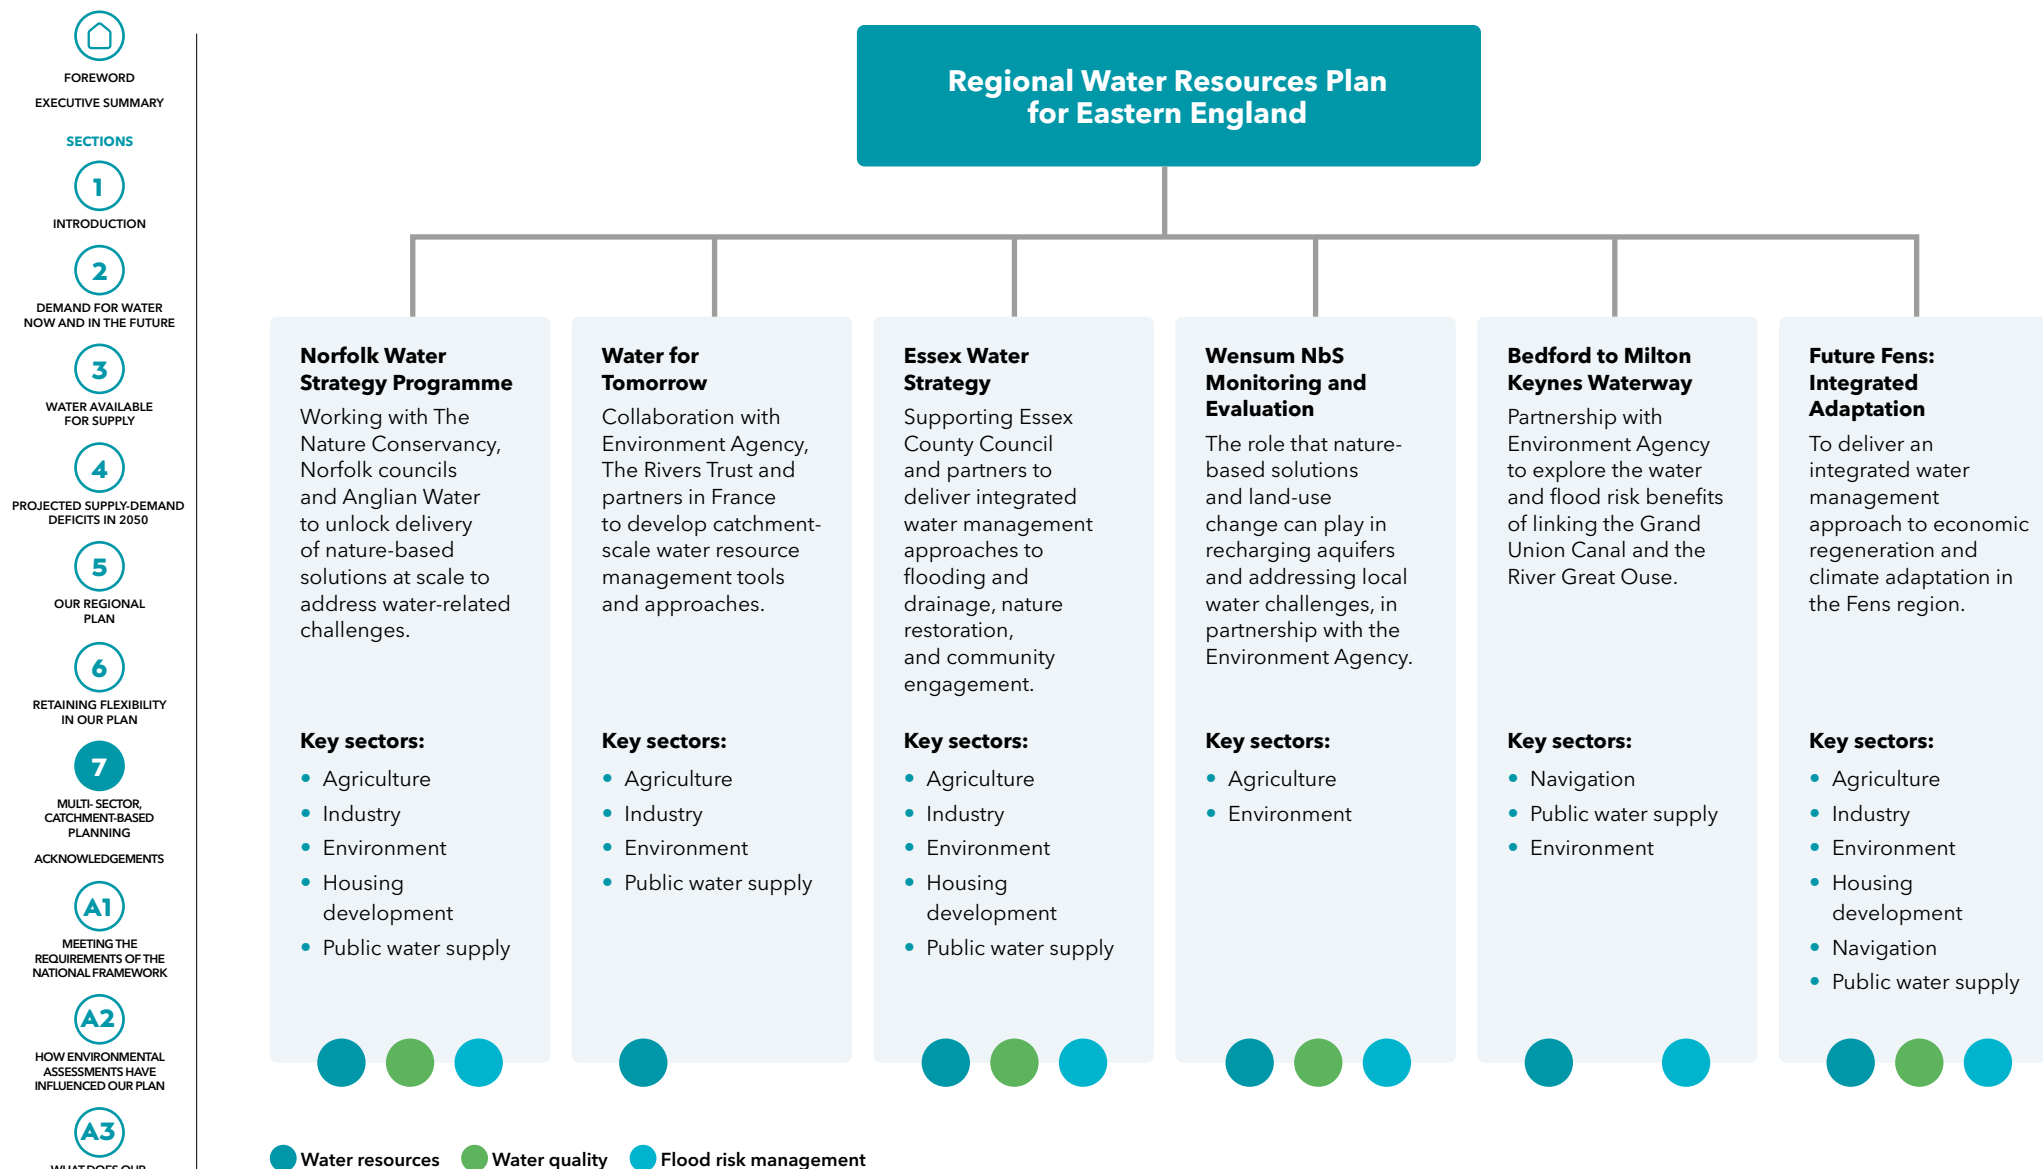 FOREWORD
EXECUTIVE SUMMARY
SECTIONS
1
INTRODUCTION
2
DEMAND FOR WATER
NOW AND IN THE FUTURE
3
WATER AVAILABLE
FOR SUPPLY
4
PROJECTED SUPPLY-DEMAND
DEFICITS IN 2050
5
OUR REGIONAL
PLAN
6
RETAINING FLEXIBILITY
IN OUR PLAN
7
MULTI- SECTOR,
CATCHMENT-BASED
PLANNING
ACKNOWLEDGEMENTS
A1
MEETING THE
REQUIREMENTS OF THE
NATIONAL FRAMEWORK
A2
HOW ENVIRONMENTAL
ASSESSMENTS HAVE
INFLUENCED OUR PLAN
A3
WHAT DOES OUR
Regional Water Resources Plan
for Eastern England
Norfolk Water
Strategy Programme
Working with The
Nature Conservancy,
Norfolk councils
and Anglian Water
to unlock delivery
of nature-based
solutions at scale to
address water-related
challenges.
Key sectors:
• Agriculture
• Industry
• Environment
• Housing
development
• Public water supply
Water for
Tomorrow
Collaboration with
Environment Agency,
The Rivers Trust and
partners in France
to develop catchment-
scale water resource
management tools
and approaches.
Key sectors:
• Agriculture
• Industry
• Environment
• Public water supply
Essex Water
Strategy
Supporting Essex
County Council
and partners to
deliver integrated
water management
approaches to
flooding and
drainage, nature
restoration,
and community
engagement.
Key sectors:
• Agriculture
• Industry
• Environment
• Housing
development
• Public water supply
Wensum NbS
Monitoring and
Evaluation
The role that nature-
based solutions
and land-use
change can play in
recharging aquifers
and addressing local
water challenges, in
partnership with the
Environment Agency.
Key sectors:
• Agriculture
• Environment
Bedford to Milton
Keynes Waterway
Partnership with
Environment Agency
to explore the water
and flood risk benefits
of linking the Grand
Union Canal and the
River Great Ouse.
Key sectors:
• Navigation
• Public water supply
• Environment
Future Fens:
Integrated
Adaptation
To deliver an
integrated water
management
approach to economic
regeneration and
climate adaptation in
the Fens region.
Key sectors:
• Agriculture
• Industry
• Environment
• Housing
development
• Navigation
• Public water supply
Water resources
Water quality
Flood risk management